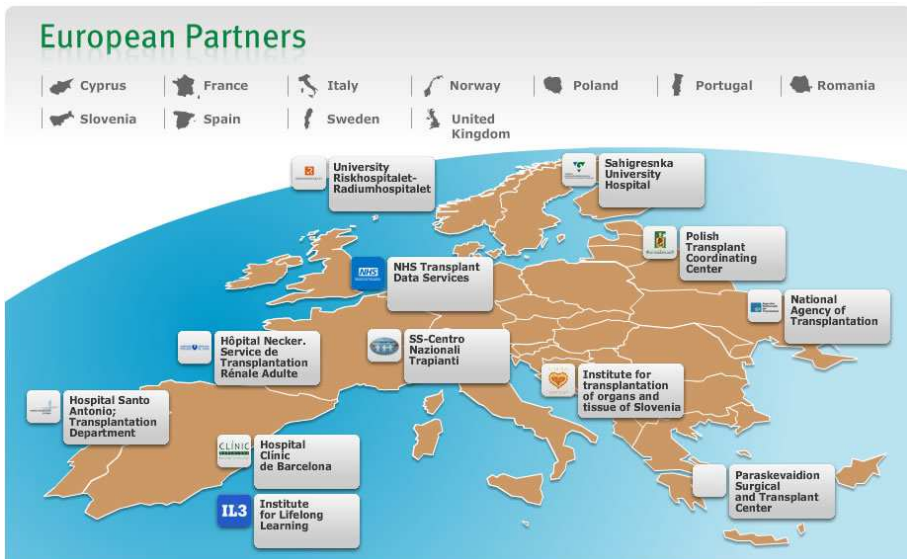 European Partners
Cyprus
France
Italy
Norway
Poland
Portugal
Romania
Slovenia
Spain
Sweden
United
Kingdom
University
Riskhospitalet-
Radiumhospitalet
Sahigresnka
University
Hospital
Polish
Transplant
Coordinating
Center
NHS
NHS Transplant
Data Services
National
Agency of
Transplantation
Hôpital Necker.
Service de
Transplantation
Rénale Adulte
SS-Centro
Nazionali
Trapianti
Institute for
transplantation
of organs and
tissue of Slovenia
Hospital Santo
Antonio;
Transplantation
Department
CLÍNIC
Hospital
Clinic
de Barcelona
Paraskevaidion
Surgical
and Transplant
Center
IL3
Institute
for Lifelong
Learning